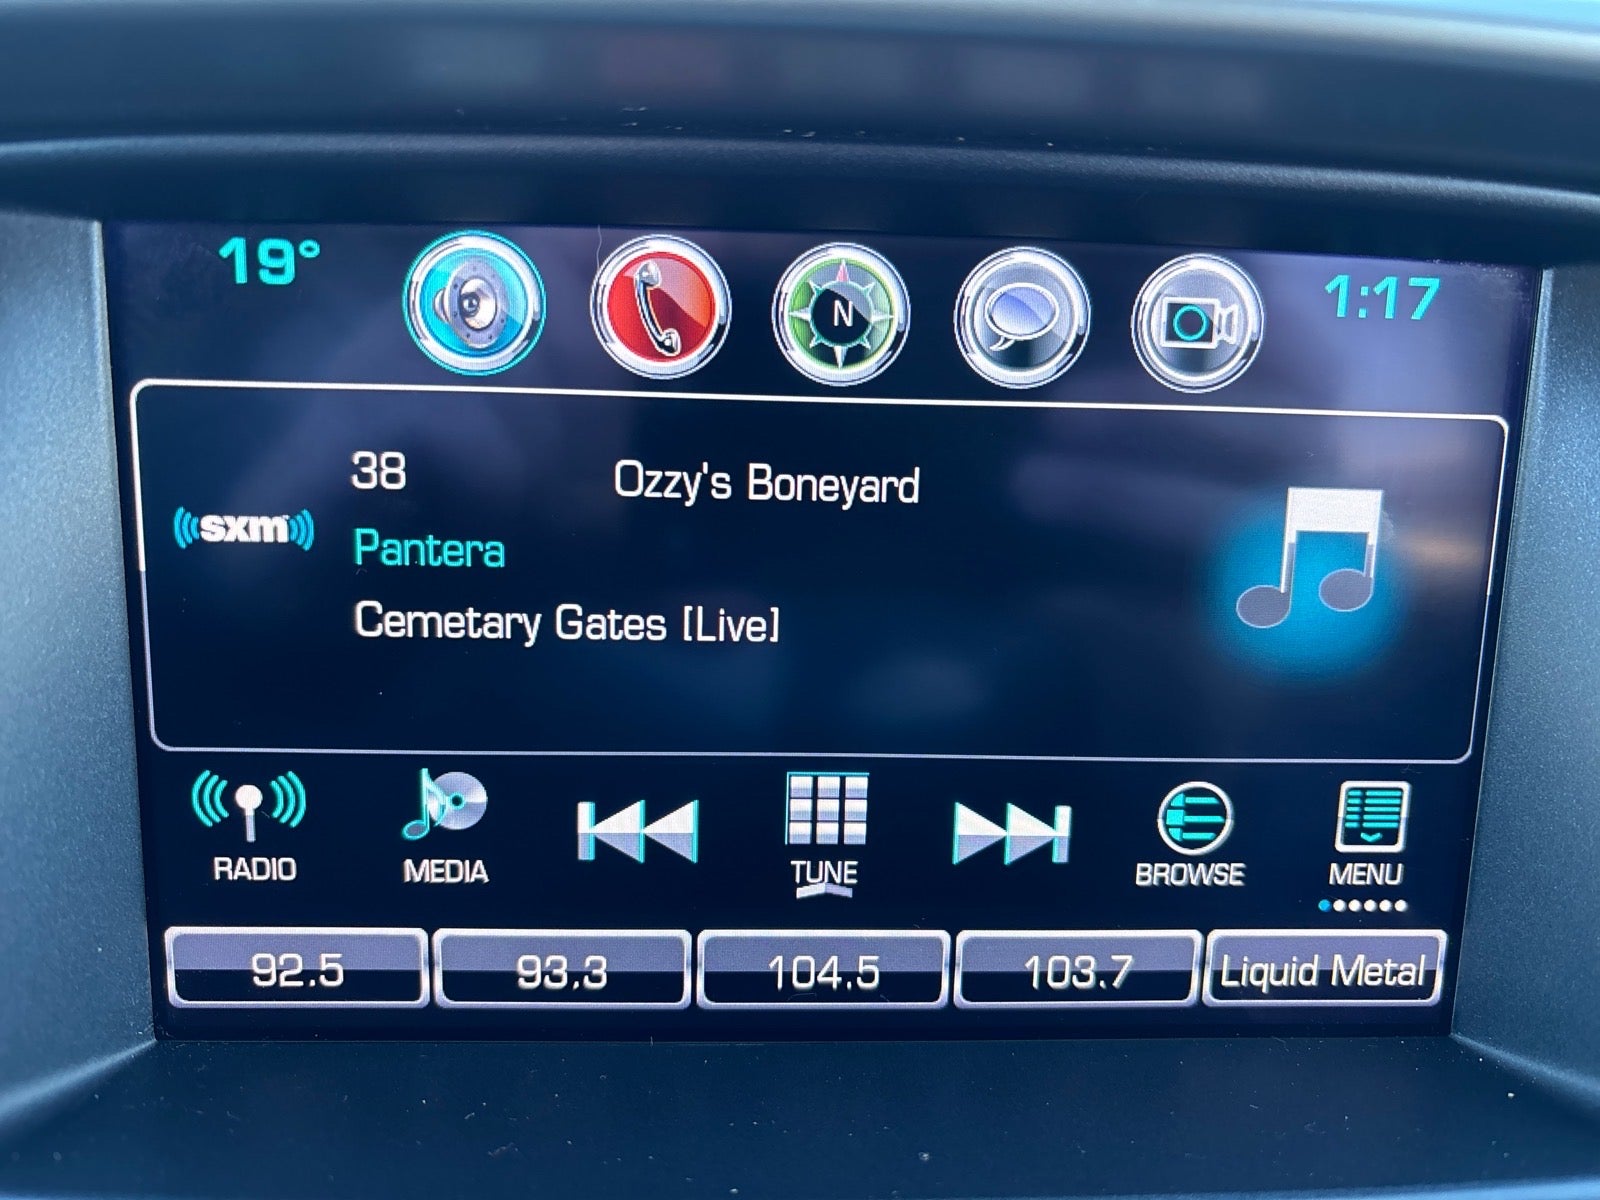 19°
N
1:17
38
Ozzy's Boneyard
sxm
Pantera
Cemetary Gates [Live]
RADIO
MEDIA
TUNE
BROWSE
MENU
92.5
93.3
104.5
103.7
Liquid Metal